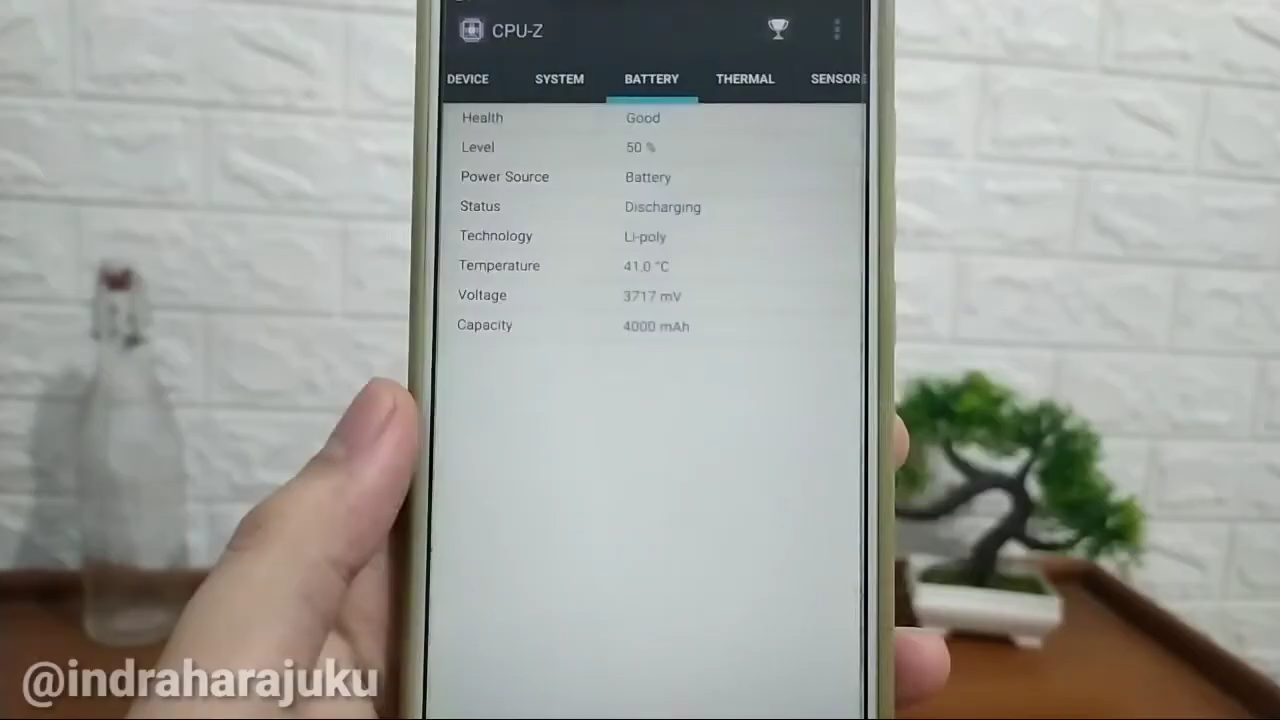 CPU-Z
DEVICE SYSTEM BATTERY THERMAL SENSOR
Health Good
Level 50 %
Power Source Battery
Status Discharging
Technology Li-poly
Temperature 41.0 °C
Voltage 3717 mV
Capacity 4000 mAh
@indraharajuku